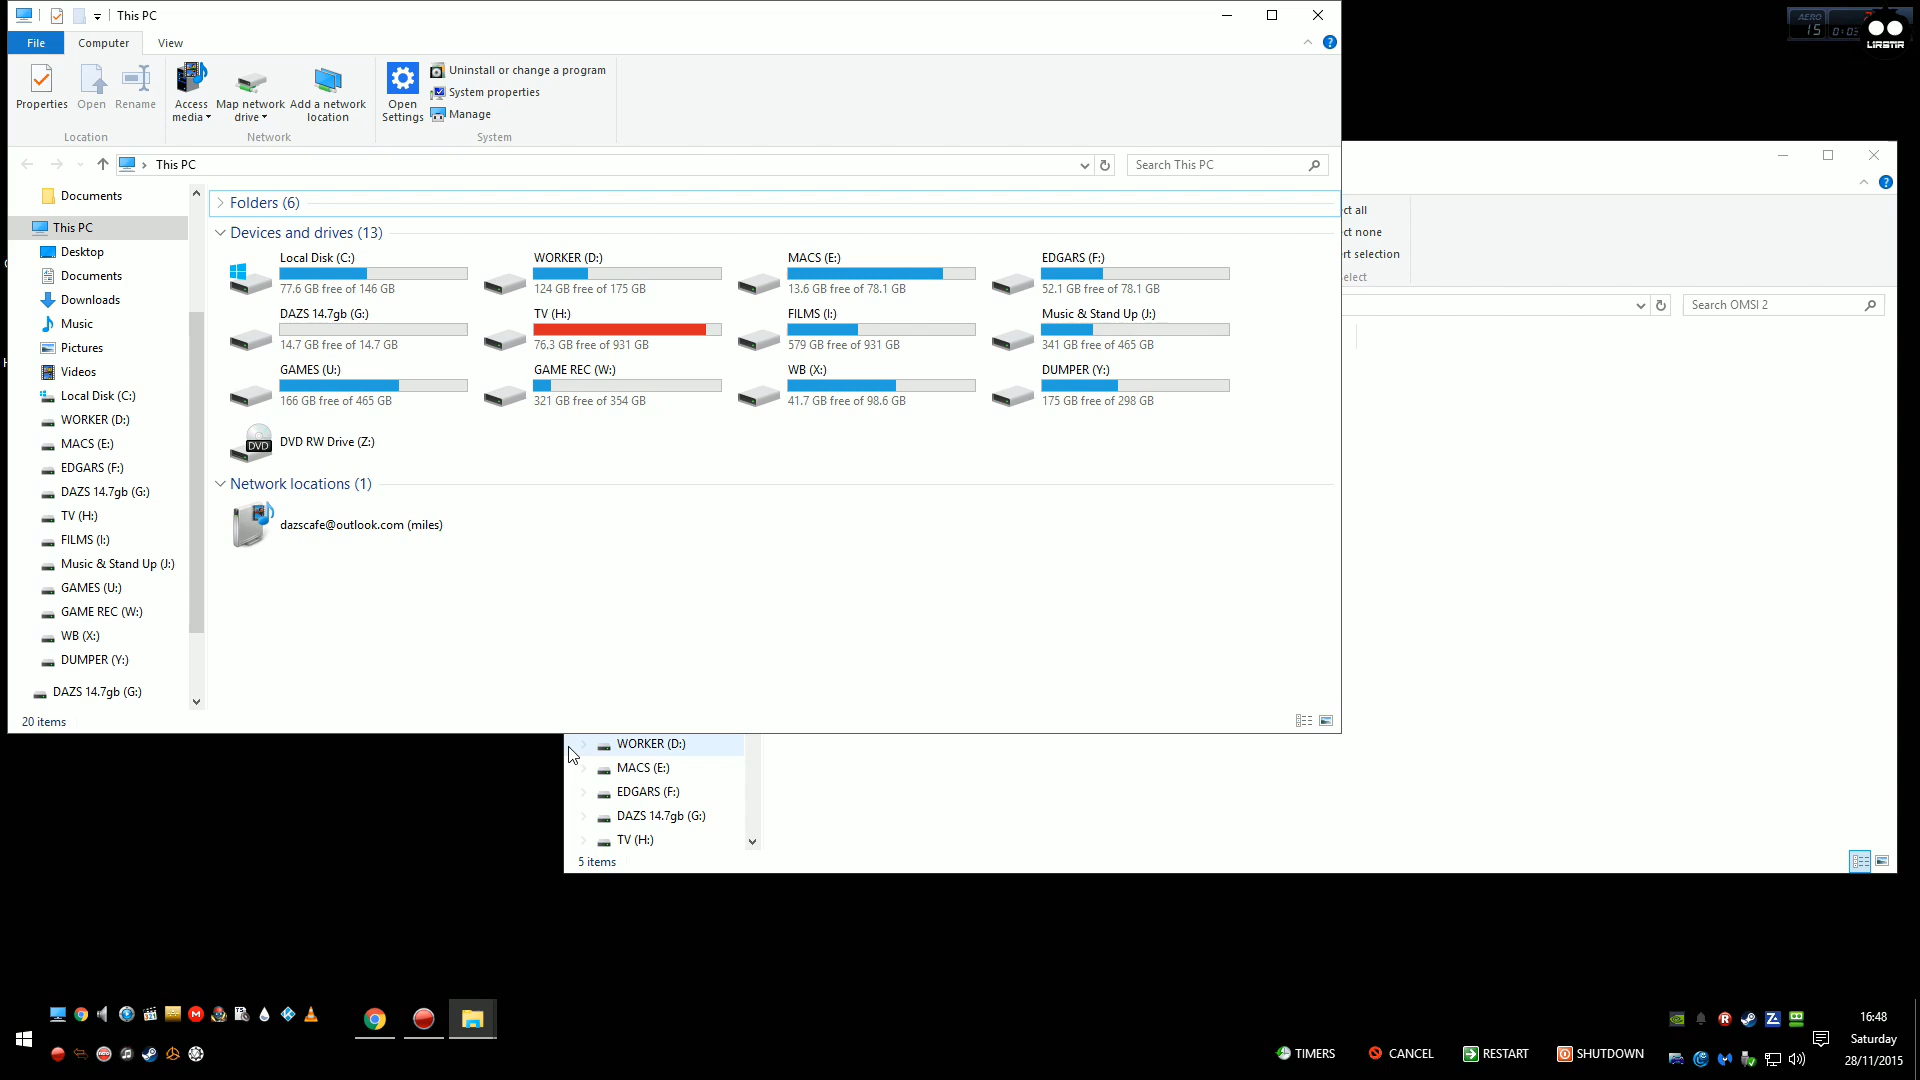 This PC
File
Computer
View
Properties
Open
Rename
Access media
Map network drive
Add a network location
Open Settings
Uninstall or change a program
System properties
Manage
Location
Network
System
This PC
Search This PC
Documents
This PC
Desktop
Documents
Downloads
Music
Pictures
Videos
Local Disk (C:)
WORKER (D:)
MACS (E:)
EDGARS (F:)
DAZS 14.7gb (G:)
TV (H:)
FILMS (I:)
Music & Stand Up (J:)
GAMES (U:)
GAME REC (W:)
WB (X:)
DUMPER (Y:)
DAZS 14.7gb (G:)
20 items
Folders (6)
Devices and drives (13)
Local Disk (C:)
77.6 GB free of 146 GB
WORKER (D:)
124 GB free of 175 GB
MACS (E:)
13.6 GB free of 78.1 GB
EDGARS (F:)
52.1 GB free of 78.1 GB
DAZS 14.7gb (G:)
14.7 GB free of 14.7 GB
TV (H:)
76.3 GB free of 931 GB
FILMS (I:)
579 GB free of 931 GB
Music & Stand Up (J:)
341 GB free of 465 GB
GAMES (U:)
166 GB free of 465 GB
GAME REC (W:)
321 GB free of 354 GB
WB (X:)
41.7 GB free of 98.6 GB
DUMPER (Y:)
175 GB free of 298 GB
DVD
DVD RW Drive (Z:)
Network locations (1)
dazscafe@outlook.com (miles)
AERO
15
LIRSTIR
ct all
ct none
rt selection
elect
Search OMSI 2
WORKER (D:)
MACS (E:)
EDGARS (F:)
DAZS 14.7gb (G:)
TV (H:)
5 items
TIMERS
CANCEL
RESTART
SHUTDOWN
16:48
Saturday
28/11/2015